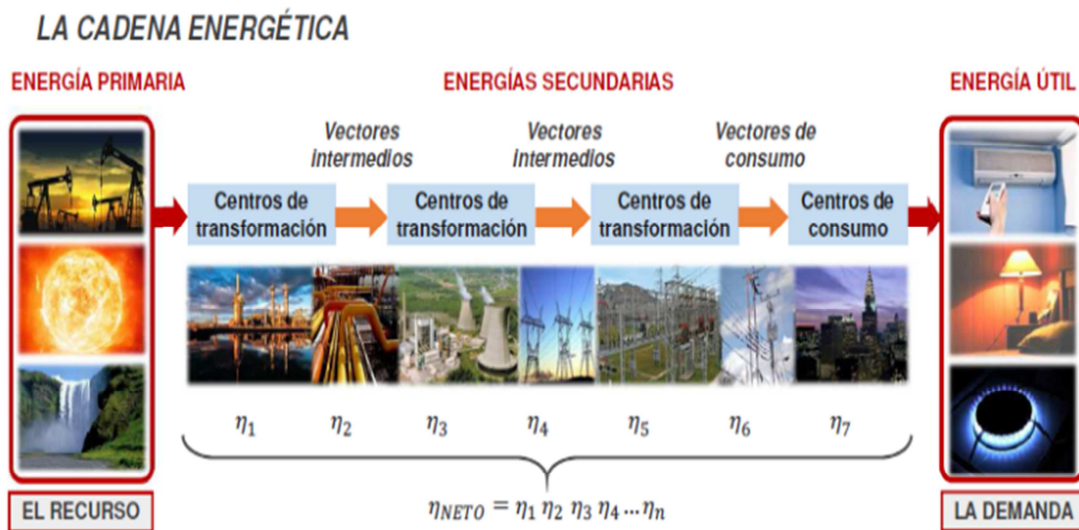 LA CADENA ENERGÉTICA
ENERGÍA PRIMARIA
ENERGÍAS SECUNDARIAS
ENERGÍA ÚTIL
Vectores
intermedios
Vectores
intermedios
Vectores de
consumo
Centros de
transformación
Centros de
transformación
Centros de
transformación
Centros de
consumo
η₁ η₂ η₃ η₄ η₅ η₆ η₇
EL RECURSO
η_NETO = η₁ η₂ η₃ η₄ … ηₙ
LA DEMANDA